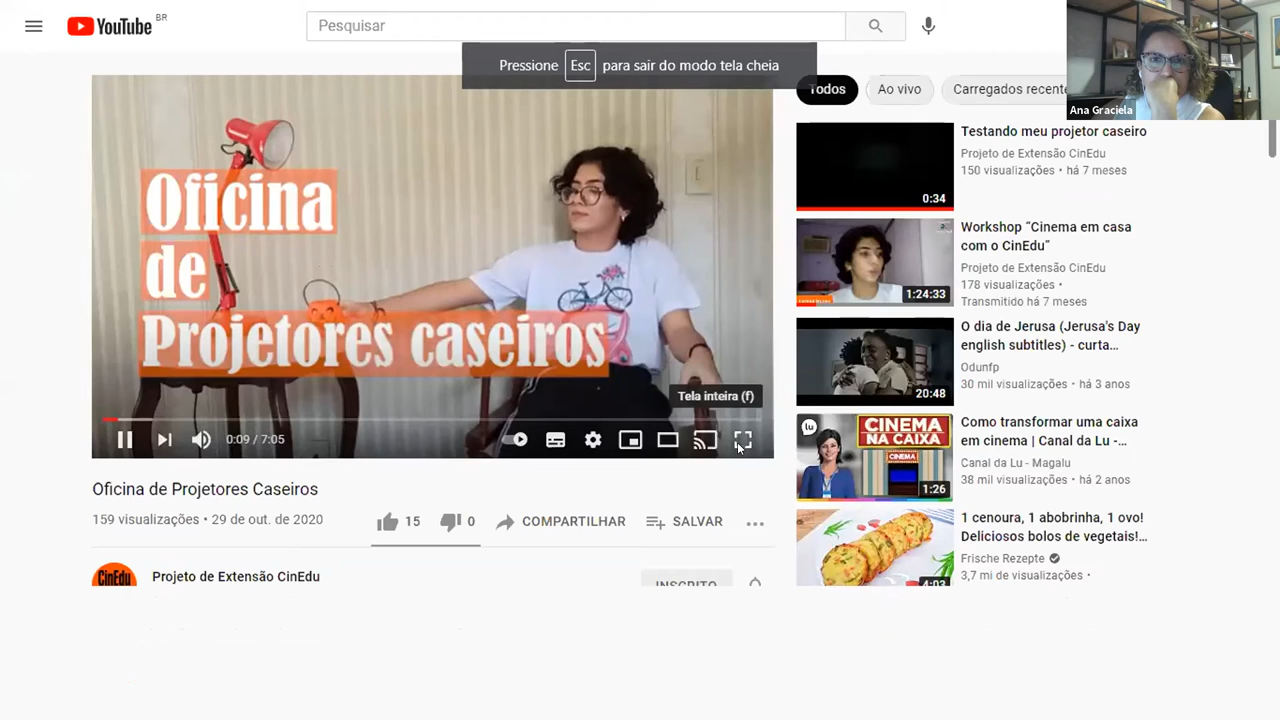 YouTube BR
Pesquisar
Pressione Esc para sair do modo tela cheia
Ana Graciela
Oficina
de
Projetores caseiros
Tela inteira (f)
0:09 / 7:05
Oficina de Projetores Caseiros
159 visualizações • 29 de out. de 2020
15
0
COMPARTILHAR
SALVAR
CinEdu
Projeto de Extensão CinEdu
INSCRITO
Todos
Ao vivo
Carregados recente
0:34
Testando meu projetor caseiro
Projeto de Extensão CinEdu
150 visualizações • há 7 meses
1:24:33
Workshop “Cinema em casa
com o CinEdu”
Projeto de Extensão CinEdu
178 visualizações •
Transmitido há 7 meses
20:48
O dia de Jerusa (Jerusa's Day
english subtitles) - curta...
Odunfp
30 mil visualizações • há 3 anos
lu
CINEMA
NA CAIXA
CINEMA
1:26
Como transformar uma caixa
em cinema | Canal da Lu -...
Canal da Lu - Magalu
38 mil visualizações • há 2 anos
4:03
1 cenoura, 1 abobrinha, 1 ovo!
Deliciosos bolos de vegetais!...
Frische Rezepte
3,7 mi de visualizações •